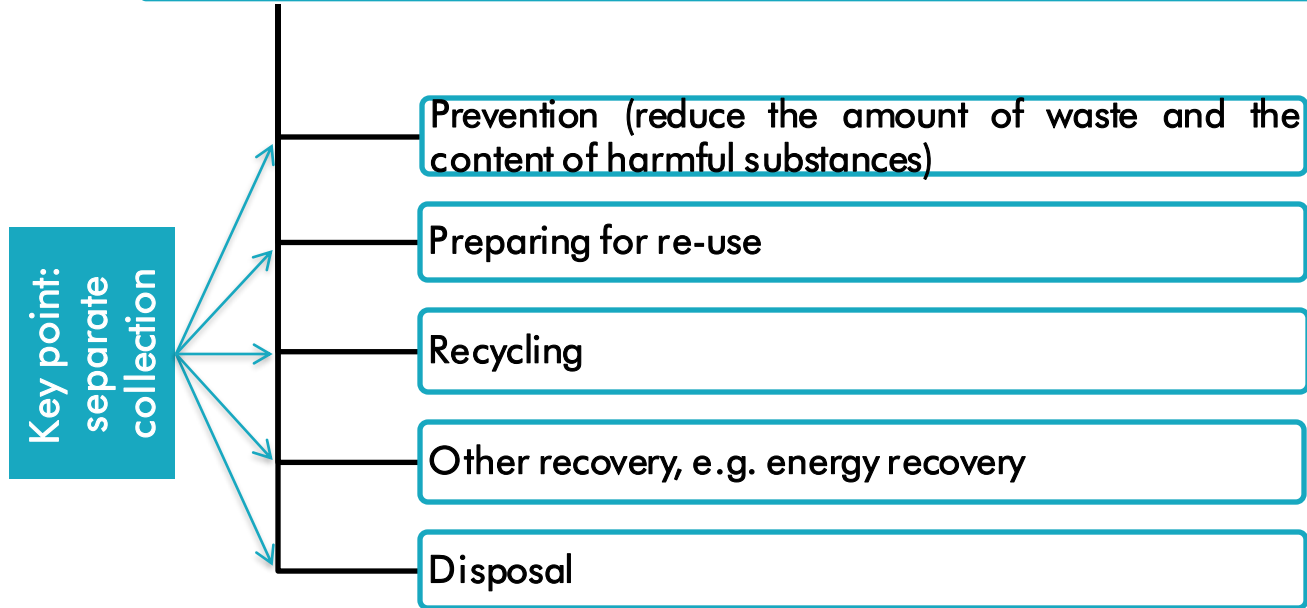 Prevention (reduce the amount of waste and the
content of harmful substances)
Preparing for re-use
Key point:
separate
collection
Recycling
Other recovery, e.g. energy recovery
Disposal